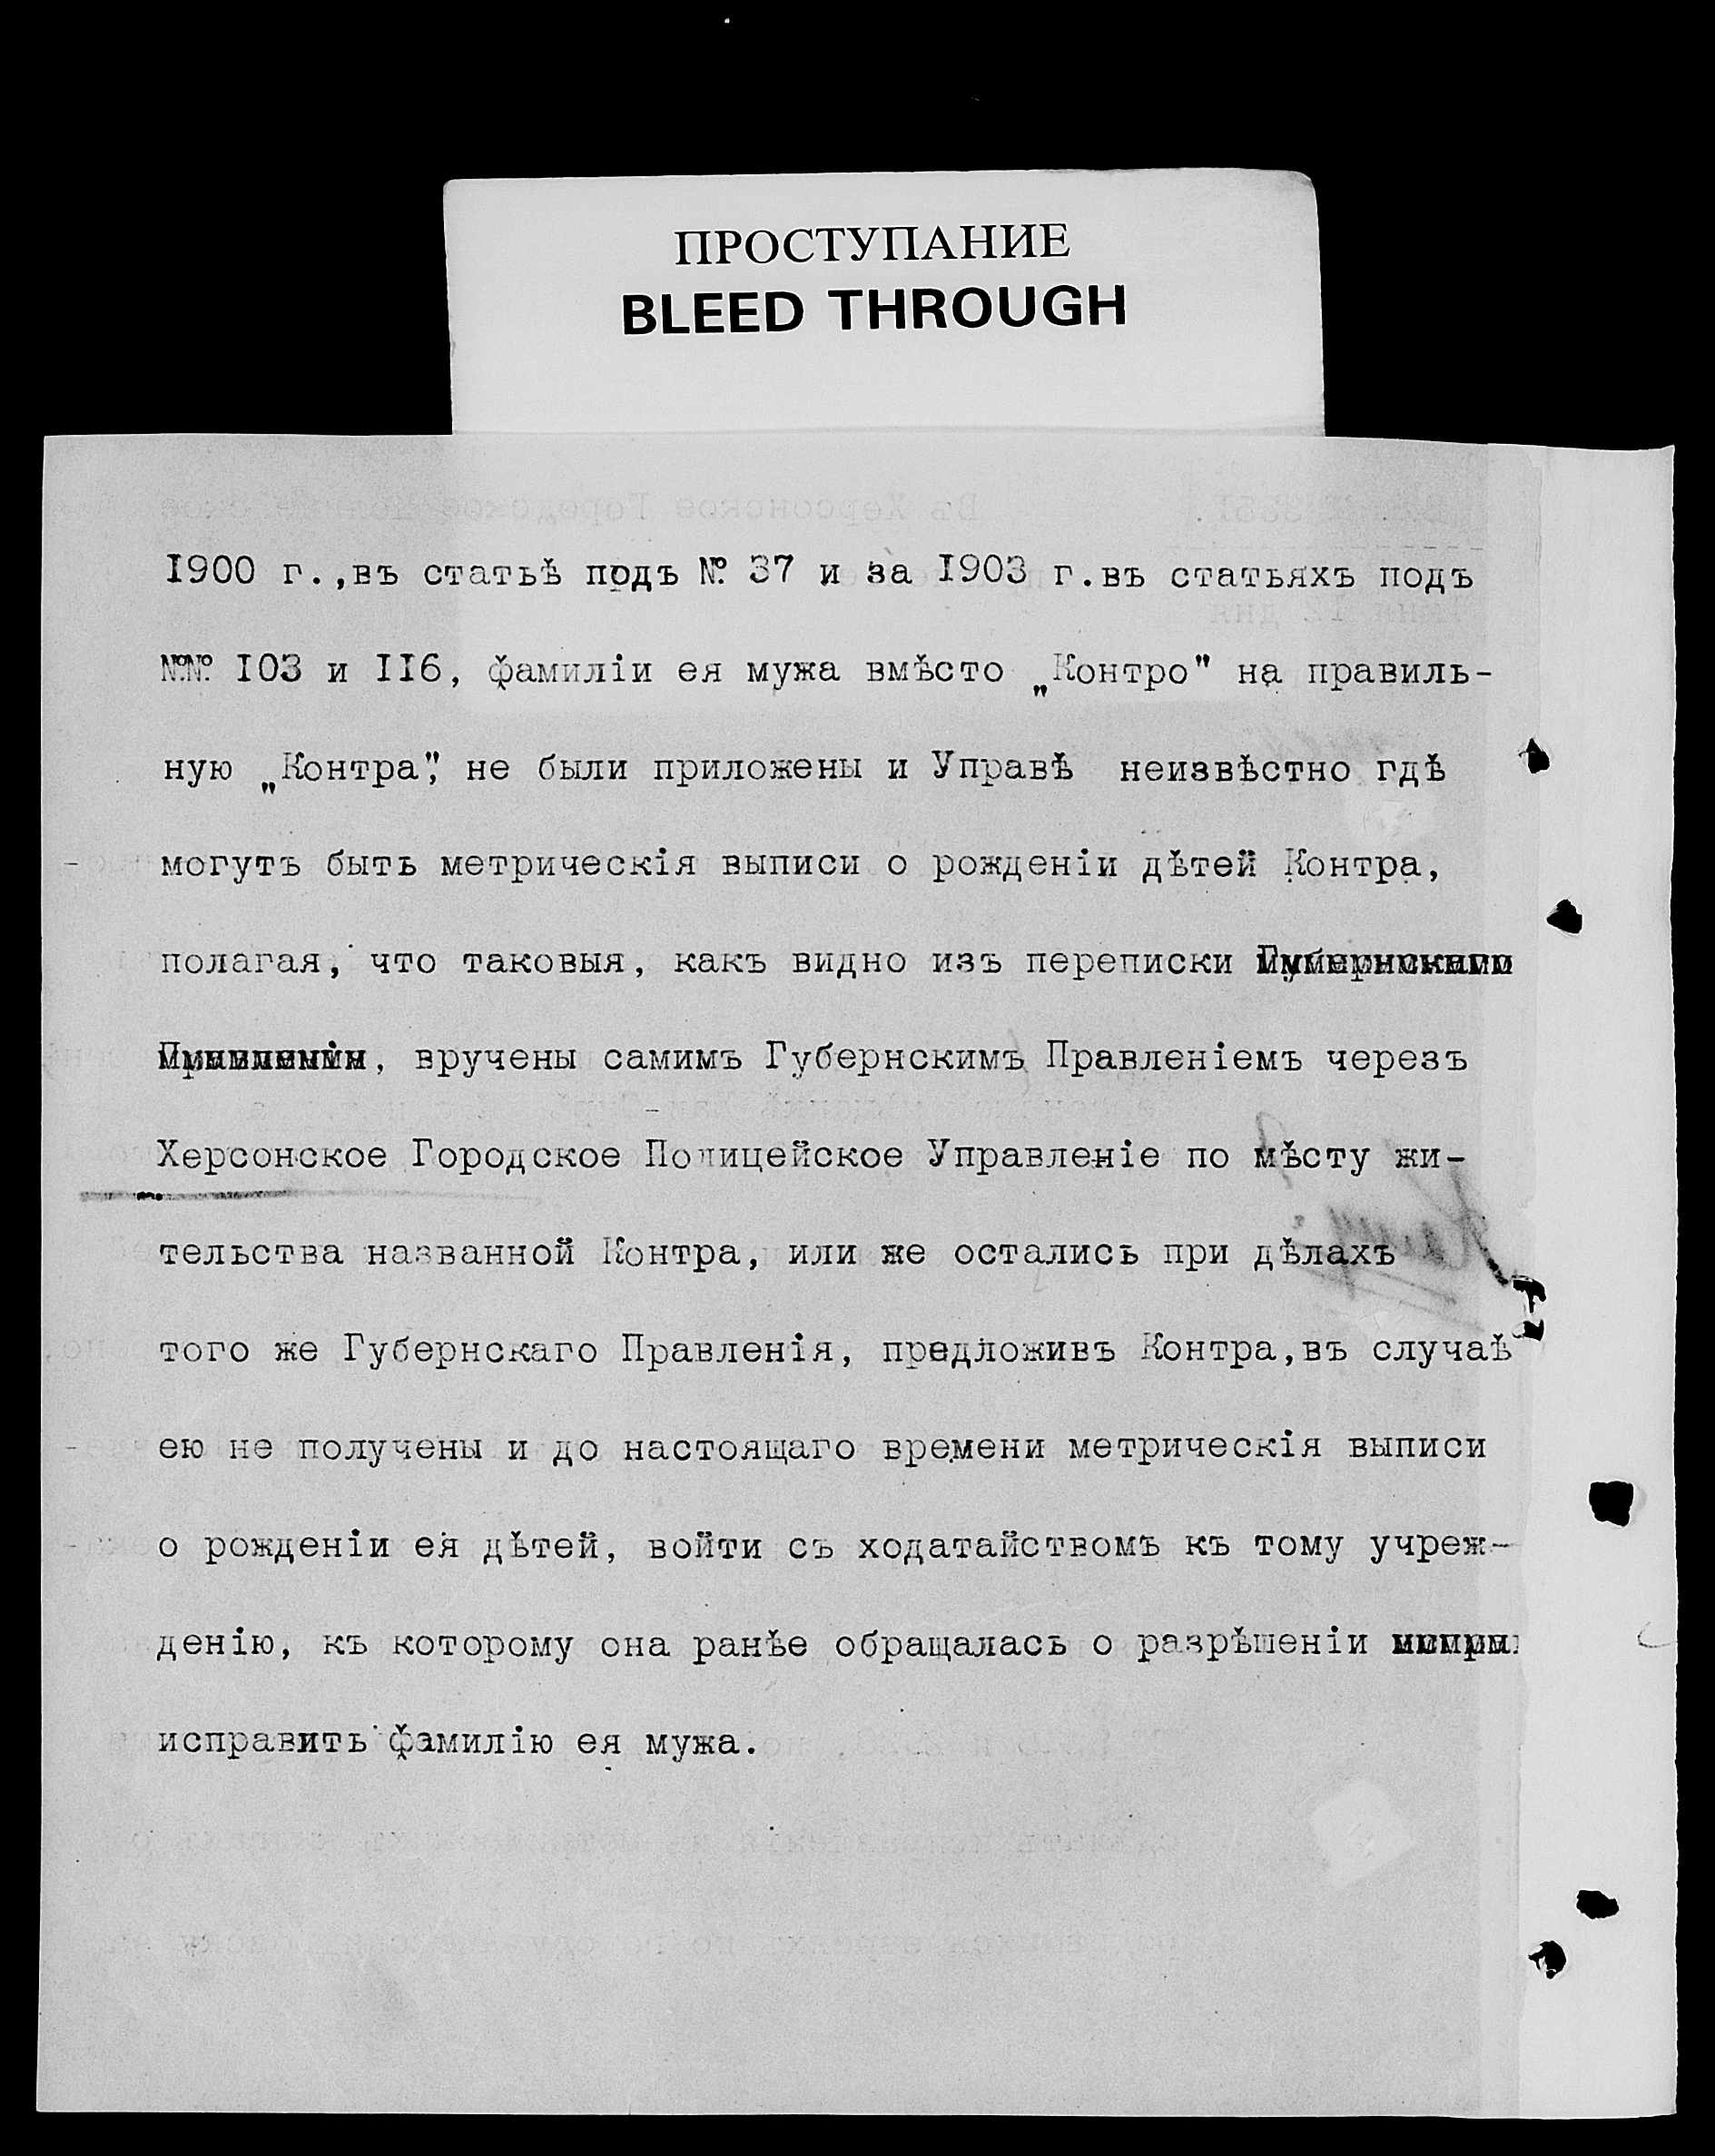 ПРОСТУПАНИЕ
BLEED THROUGH
1900 г.,въ статьѣ подъ № 37 и за 1903 г.въ статьяхъ подъ
№№ 103 и 116, фамиліи ея мужа вмѣсто „Контро" на правиль-
ную „Контра", не были приложены и Управѣ неизвѣстно гдѣ
могутъ быть метрическія выписи о рожденіи дѣтей Контра,
полагая, что таковыя, какъ видно изъ переписки Губернскаго
Правленія, вручены самимъ Губернскимъ Правленіемъ черезъ
Херсонское Городское Полицейское Управленіе по мѣсту жи-
тельства названной Контра, или же остались при дѣлахъ
того же Губернскаго Правленія, предложивъ Контра,въ случаѣ
ею не получены и до настоящаго времени метрическія выписи
о рожденіи ея дѣтей, войти съ ходатайствомъ къ тому учреж-
денію, къ которому она ранѣе обращалась о разрѣшеніи
исправить фамилію ея мужа.